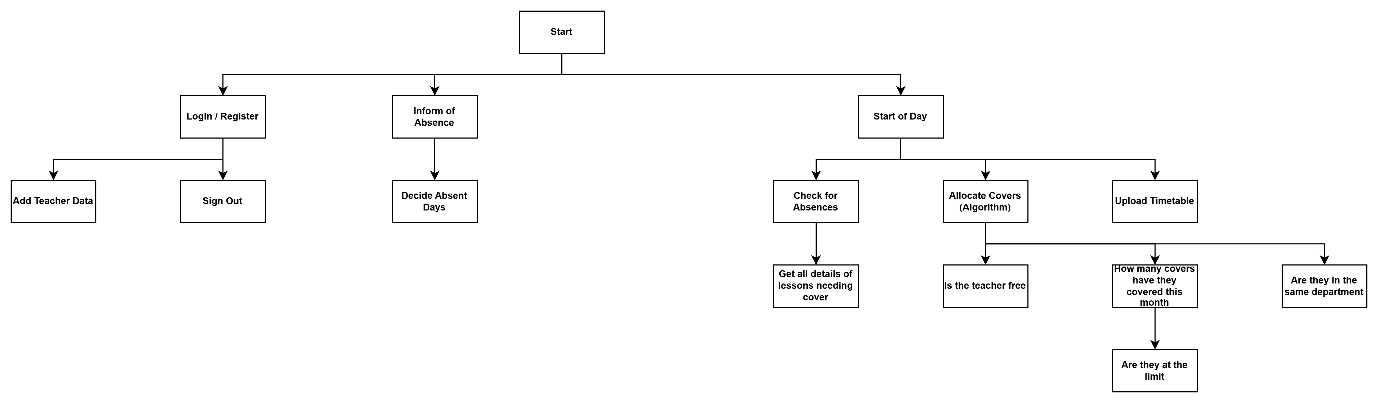 Start
Login / Register
Inform of
Absence
Start of Day
Add Teacher Data
Sign Out
Decide Absent
Days
Check for
Absences
Allocate Covers
(Algorithm)
Upload Timetable
Get all details of
lessons needing
cover
Is the teacher free
How many covers
have they
covered this
month
Are they in the
same department
Are they at the
limit